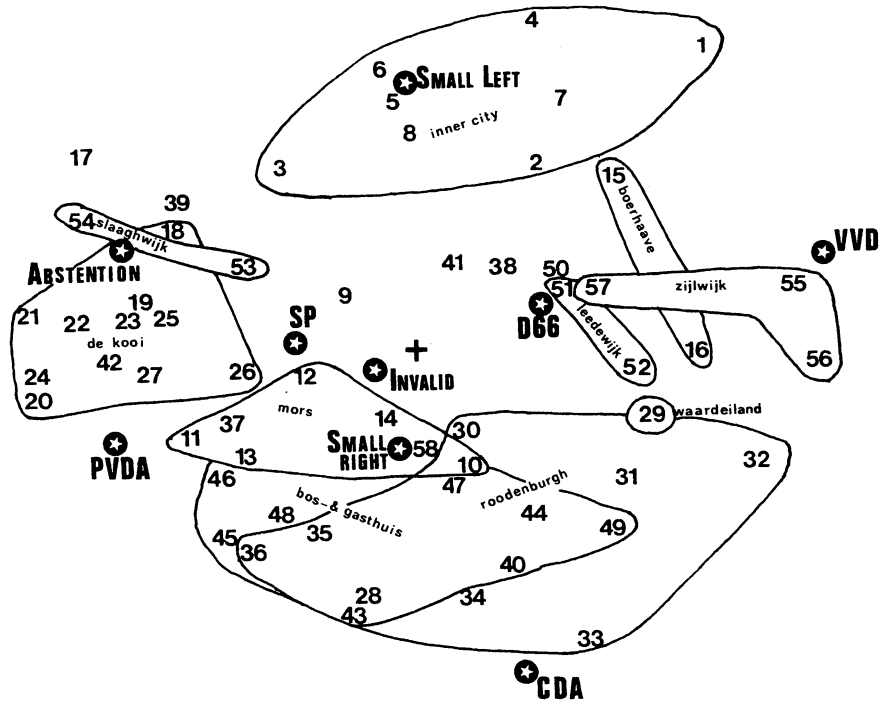 4
1
6
SMALL LEFT
5
7
8
inner city
3
2
17
15
boerhaave
39
54
slaaghwijk
18
VVD
ABSTENTION
53
41
38
50
51
57
zijlwijk
55
9
19
D66
leedewijk
21
22
23
25
SP
de kooi
42
+
INVALID
16
56
24
27
26
12
52
20
mors
14
29
waardeiland
37
30
11
PVDA
SMALL
RIGHT
58
13
10
32
46
47
roodenburgh
31
bos- & gasthuis
48
35
44
49
45
36
40
28
34
43
33
CDA